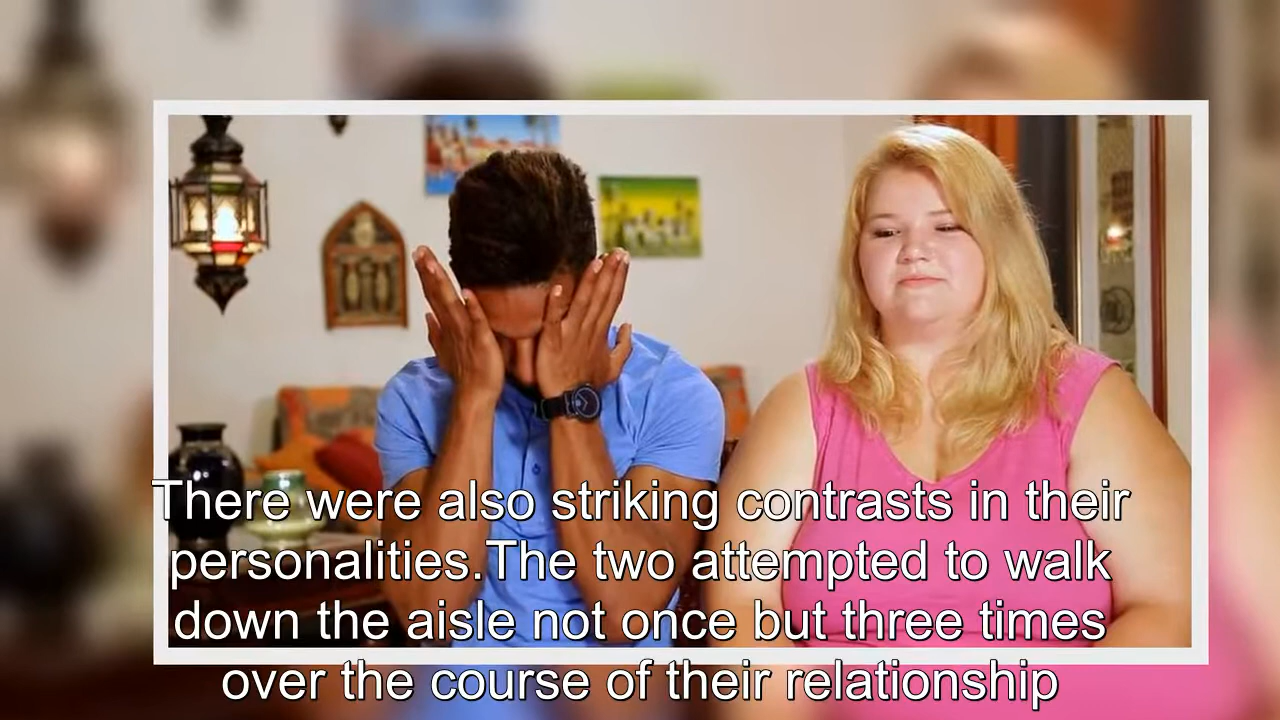 There were also striking contrasts in their
personalities.The two attempted to walk
down the aisle not once but three times
over the course of their relationship